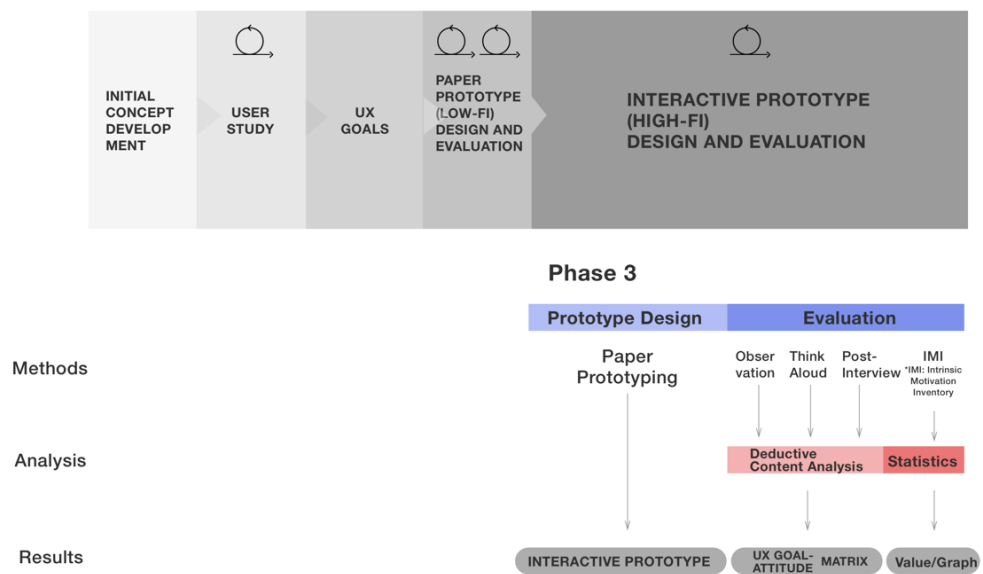 INITIAL
CONCEPT
DEVELOP
MENT
USER
STUDY
UX
GOALS
PAPER
PROTOTYPE
(LOW-FI)
DESIGN AND
EVALUATION
INTERACTIVE PROTOTYPE
(HIGH-FI)
DESIGN AND EVALUATION
Phase 3
Prototype Design
Evaluation
Methods
Paper
Prototyping
Obser
vation
Think
Aloud
Post-
Interview
IMI
*IMI: Intrinsic
Motivation
Inventory
Analysis
Deductive
Content Analysis
Statistics
Results
INTERACTIVE PROTOTYPE
UX GOAL-
ATTITUDE
MATRIX
Value/Graph